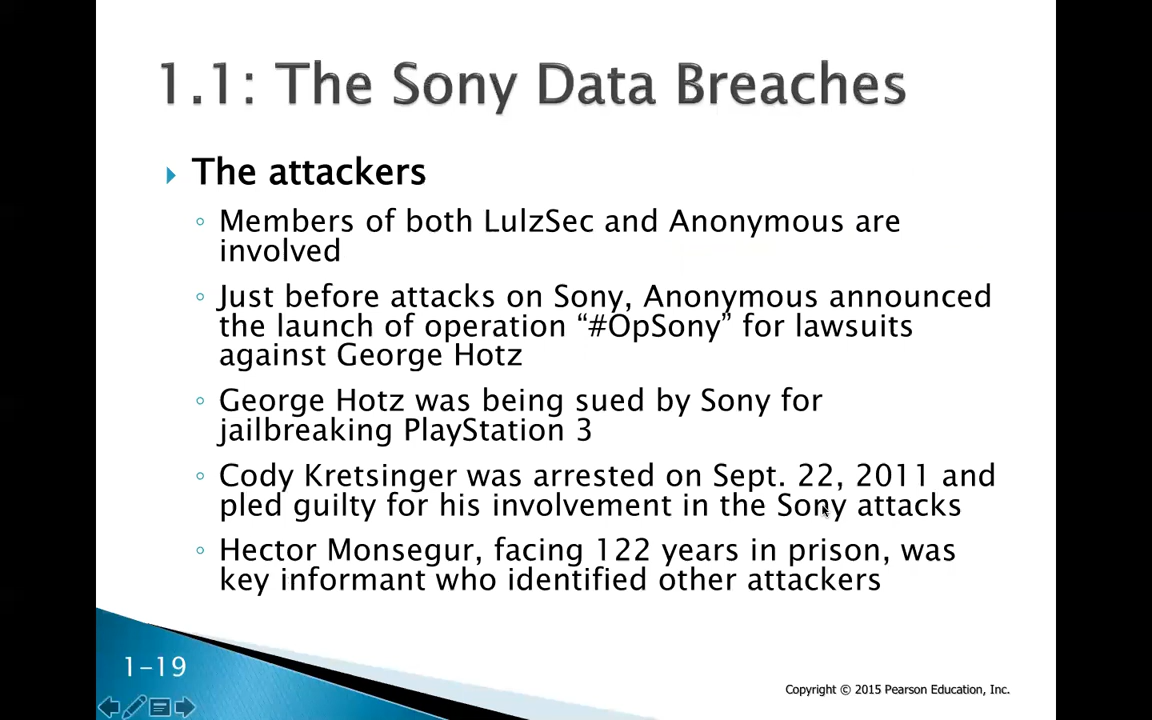 1.1: The Sony Data Breaches
The attackers
Members of both LulzSec and Anonymous are
involved
Just before attacks on Sony, Anonymous announced
the launch of operation “#OpSony” for lawsuits
against George Hotz
George Hotz was being sued by Sony for
jailbreaking PlayStation 3
Cody Kretsinger was arrested on Sept. 22, 2011 and
pled guilty for his involvement in the Sony attacks
Hector Monsegur, facing 122 years in prison, was
key informant who identified other attackers
1-19
Copyright © 2015 Pearson Education, Inc.